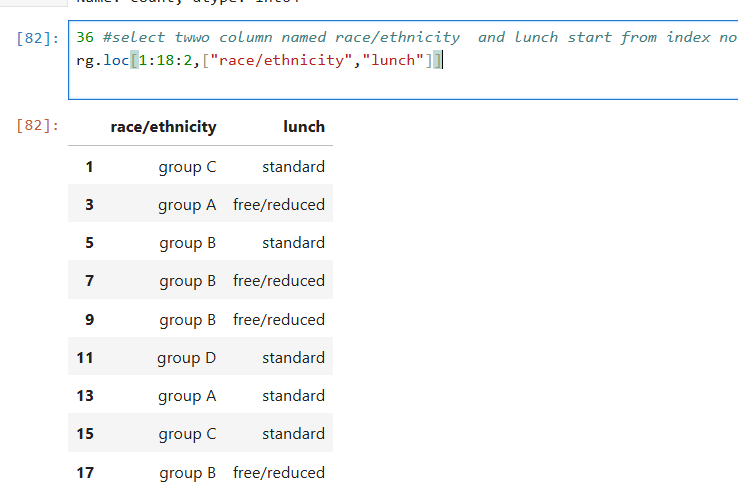 [82]: 36 #select twwo column named race/ethnicity  and lunch start from index no
rg.loc[1:18:2,["race/ethnicity","lunch"]]
[82]:
race/ethnicity lunch
1 group C standard
3 group A free/reduced
5 group B standard
7 group B free/reduced
9 group B free/reduced
11 group D standard
13 group A standard
15 group C standard
17 group B free/reduced